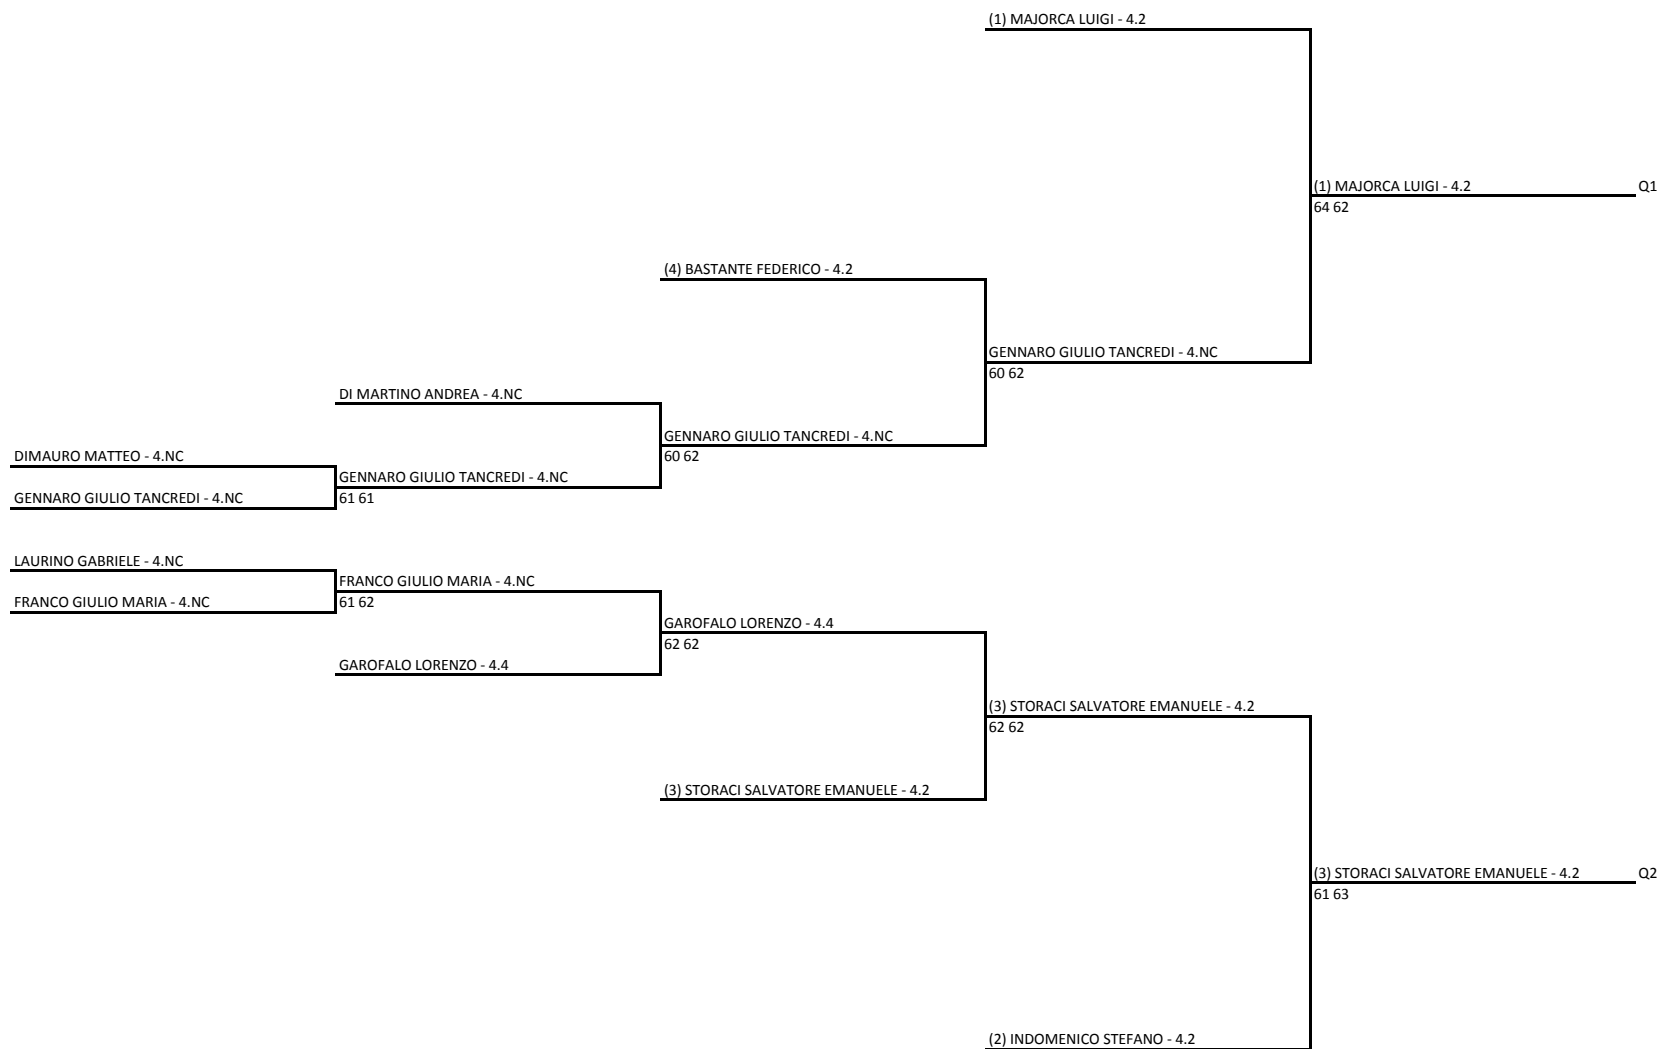 (1) MAJORCA LUIGI - 4.2
(1) MAJORCA LUIGI - 4.2
Q1
64 62
(4) BASTANTE FEDERICO - 4.2
GENNARO GIULIO TANCREDI - 4.NC
60 62
DI MARTINO ANDREA - 4.NC
GENNARO GIULIO TANCREDI - 4.NC
60 62
DIMAURO MATTEO - 4.NC
GENNARO GIULIO TANCREDI - 4.NC
61 61
GENNARO GIULIO TANCREDI - 4.NC
LAURINO GABRIELE - 4.NC
FRANCO GIULIO MARIA - 4.NC
61 62
FRANCO GIULIO MARIA - 4.NC
GAROFALO LORENZO - 4.4
62 62
GAROFALO LORENZO - 4.4
(3) STORACI SALVATORE EMANUELE - 4.2
62 62
(3) STORACI SALVATORE EMANUELE - 4.2
(3) STORACI SALVATORE EMANUELE - 4.2
Q2
61 63
(2) INDOMENICO STEFANO - 4.2